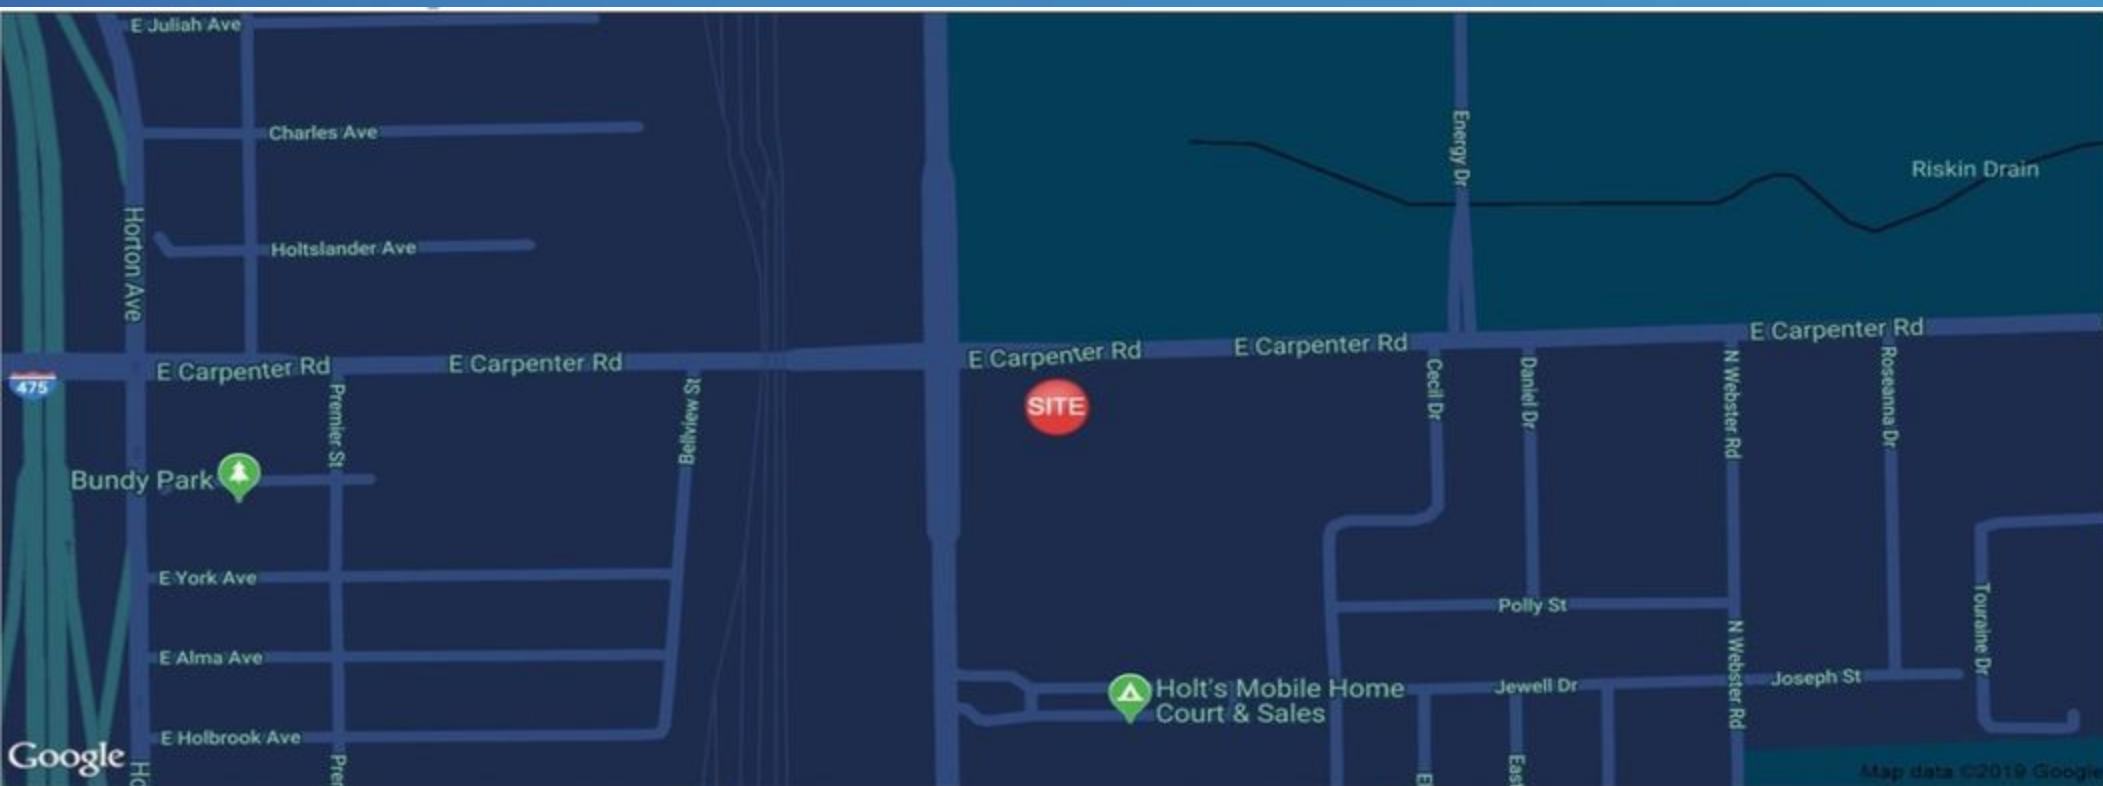 E Juliah Ave
Charles Ave
Energy Dr
Riskin Drain
Horton Ave
Holtslander Ave
E Carpenter Rd
E Carpenter Rd
E Carpenter Rd
E Carpenter Rd
E Carpenter Rd
475
Premier St
Bellview St
SITE
Cecil Dr
Daniel Dr
N Webster Rd
Roseanna Dr
Bundy Park
E York Ave
Polly St
Touraine Dr
E Alma Ave
N Webster Rd
Holt's Mobile Home
Court & Sales
Jewell Dr
Joseph St
E Holbrook Ave
Google
Ho
Prer
E
East
Map data ©2019 Google